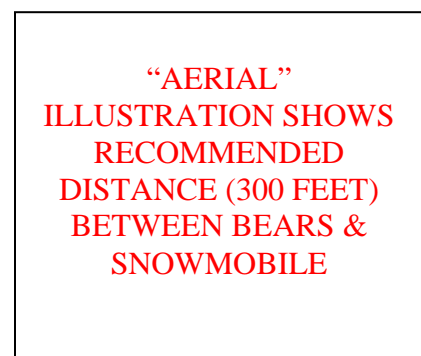 “AERIAL”
ILLUSTRATION SHOWS
RECOMMENDED
DISTANCE (300 FEET)
BETWEEN BEARS &
SNOWMOBILE